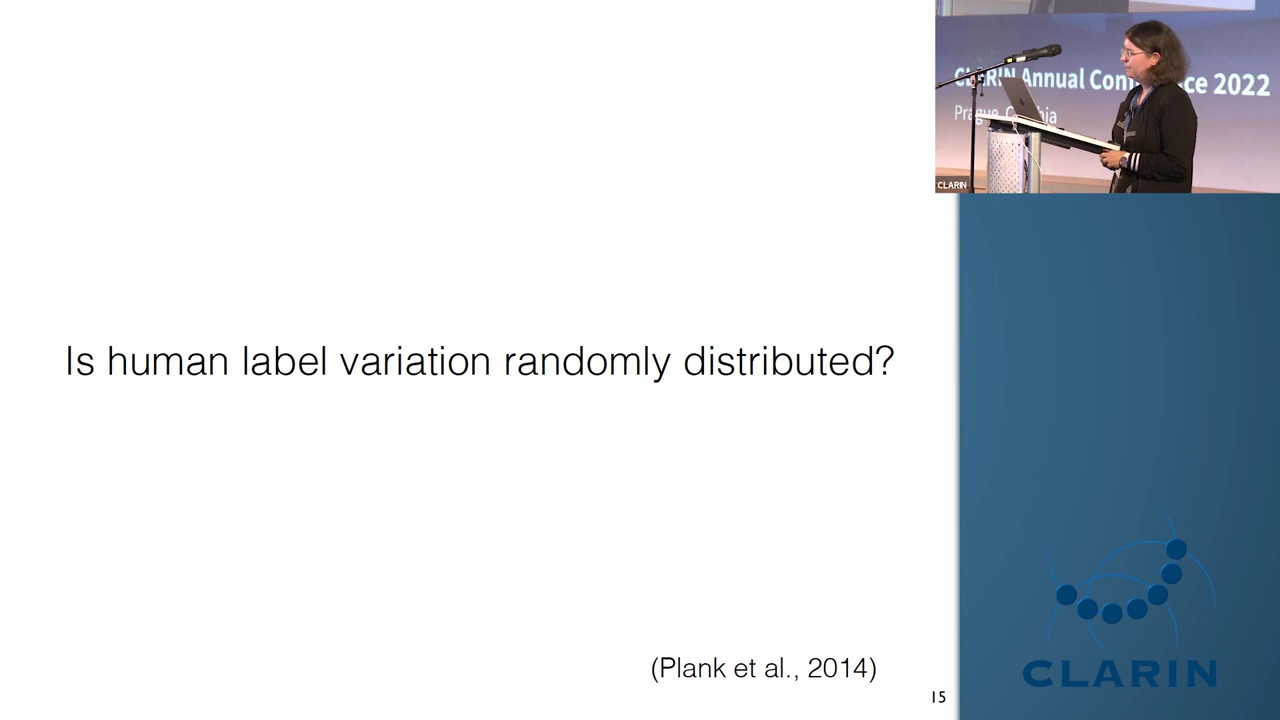 CLARIN Annual Conference 2022
Prague, Czechia
CLARIN
Is human label variation randomly distributed?
(Plank et al., 2014)
15
CLARIN